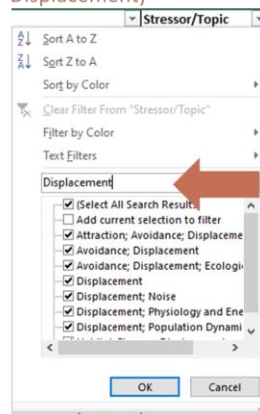 Displacement)
Stressor/Topic
Sort A to Z
Sort Z to A
Sort by Color
Clear Filter From "Stressor/Topic"
Filter by Color
Text Filters
Displacement
(Select All Search Results
Add current selection to filter
Attraction; Avoidance; Displaceme
Avoidance; Displacement
Avoidance; Displacement; Ecologi
Displacement
Displacement; Noise
Displacement; Physiology and Ene
Displacement; Population Dynami
OK Cancel